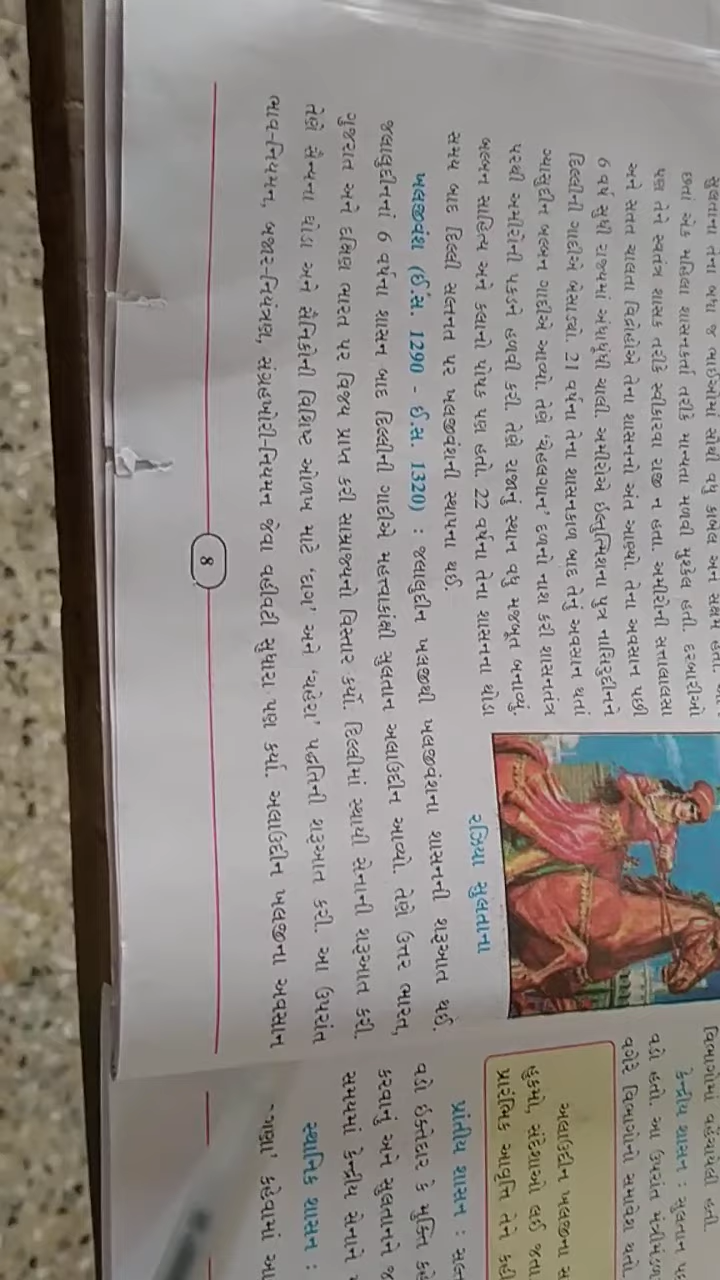 સુલતાના તેના બધા જ ભાઈઓમાં સૌથી વધુ કાબેલ અને સક્ષમ હતી.
છતાં એક મહિલા શાસનકર્તા તરીકે માન્યતા મળવી મુશ્કેલ હતી. દરબારીઓ
પણ તેને સ્વતંત્ર શાસક તરીકે સ્વીકારવા રાજી ન હતા. અમીરોની સત્તાલાલસા
અને સતત ચાલતા વિદ્રોહોએ તેના શાસનનો અંત આણ્યો. તેના અવસાન પછી
6 વર્ષ સુધી રાજ્યમાં અંધાધૂંધી ચાલી. અમીરોએ ઇલ્તુત્મિશના પુત્ર નાસિરુદ્દીનને
દિલ્લીની ગાદીએ બેસાડ્યો. 21 વર્ષના તેના શાસનકાળ બાદ તેનું અવસાન થતાં
ગ્યાસુદ્દીન બલ્બન ગાદીએ આવ્યો. તેણે 'ચેહલગાન' દળનો નાશ કરી શાસનતંત્ર
પરથી અમીરોની પકડને હળવી કરી. તેણે રાજાનું સ્થાન વધુ મજબૂત બનાવ્યું.
બલ્બન સાહિત્ય અને કલાનો પોષક પણ હતો. 22 વર્ષના તેના શાસનના થોડા
સમય બાદ દિલ્લી સલ્તનત પર ખલજીવંશની સ્થાપના થઈ.
રઝિયા સુલતાના
ખલજીવંશ (ઈ.સ. 1290 - ઈ.સ. 1320) : જલાલુદ્દીન ખલજીથી ખલજીવંશના શાસનની શરૂઆત થઈ.
જલાલુદ્દીનનાં 6 વર્ષના શાસન બાદ દિલ્લીની ગાદીએ મહત્ત્વાકાંક્ષી સુલતાન અલાઉદ્દીન આવ્યો. તેણે ઉત્તર ભારત,
ગુજરાત અને દક્ષિણ ભારત પર વિજય પ્રાપ્ત કરી સામ્રાજ્યનો વિસ્તાર કર્યો. દિલ્લીમાં સ્થાયી સેનાની શરૂઆત કરી.
તેણે સૈન્યના ઘોડા અને સૈનિકોની વિશિષ્ટ ઓળખ માટે 'દાગ' અને 'ચહેરા' પદ્ધતિની શરૂઆત કરી. આ ઉપરાંત
ભાવ-નિયમન, બજાર-નિયંત્રણ, સંગ્રહખોરી-નિયમન જેવા વહીવટી સુધારા પણ કર્યા. અલાઉદ્દીન ખલજીના અવસાન
8
વિભાગોમાં વહેંચાયેલી હતી.
કેન્દ્રીય શાસન : સુલતાન
વડો હતો. આ ઉપરાંત મંત્રીમંડળ
વગેરે વિભાગોનો સમાવેશ થતો
અલાઉદ્દીન ખલજીના
હુકમો, સંદેશાઓ લઈ જતા
પ્રારંભિક આવૃત્તિ તેને
પ્રાંતીય શાસન :
વડો ઇક્તેદાર કે મુક્તિ
કરવાનું અને સુલતાનને
સમયમાં કેન્દ્રીય સેનાને
સ્થાનિક શાસન :
કહેવામાં